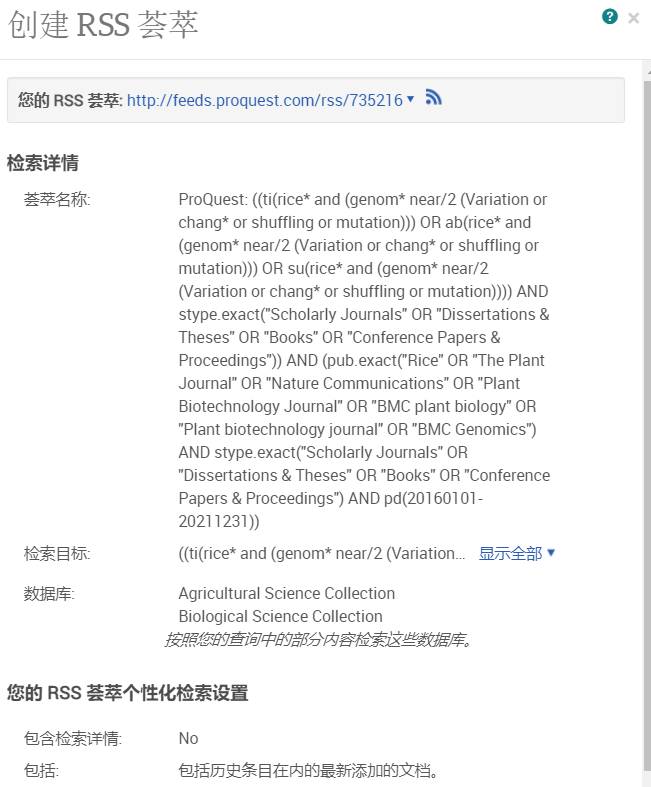 创建 RSS 荟萃
您的 RSS 荟萃: http://feeds.proquest.com/rss/735216
检索详情
荟萃名称: ProQuest: ((ti(rice* and (genom* near/2 (Variation or
chang* or shuffling or mutation))) OR ab(rice* and
(genom* near/2 (Variation or chang* or shuffling or
mutation))) OR su(rice* and (genom* near/2
(Variation or chang* or shuffling or mutation)))) AND
stype.exact("Scholarly Journals" OR "Dissertations &
Theses" OR "Books" OR "Conference Papers &
Proceedings")) AND (pub.exact("Rice" OR "The Plant
Journal" OR "Nature Communications" OR "Plant
Biotechnology Journal" OR "BMC plant biology" OR
"Plant biotechnology journal" OR "BMC Genomics")
AND stype.exact("Scholarly Journals" OR
"Dissertations & Theses" OR "Books" OR "Conference
Papers & Proceedings") AND pd(20160101-
20211231))
检索目标: ((ti(rice* and (genom* near/2 (Variation... 显示全部
数据库: Agricultural Science Collection
Biological Science Collection
按照您的查询中的部分内容检索这些数据库。
您的 RSS 荟萃个性化检索设置
包含检索详情: No
包括: 包括历史条目在内的最新添加的文档。